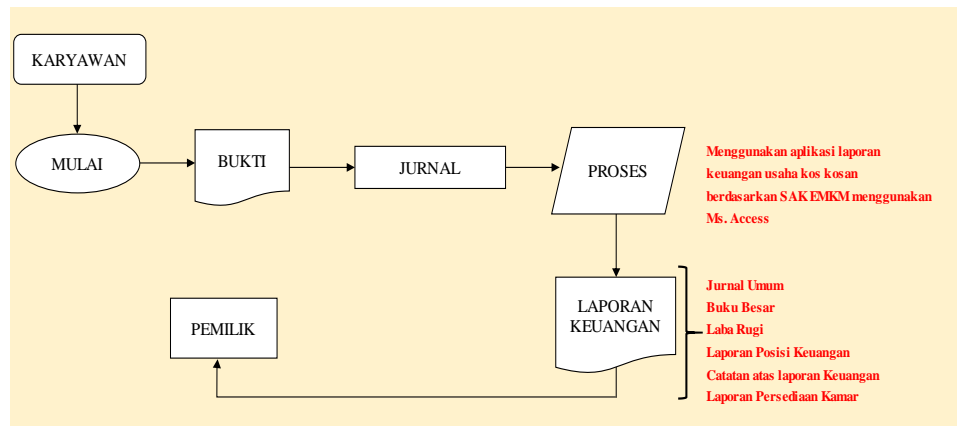 KARYAWAN
MULAI
BUKTI
JURNAL
PROSES
Menggunakan aplikasi laporan
keuangan usaha kos kosan
berdasarkan SAK EMKM menggunakan
Ms. Access
LAPORAN
KEUANGAN
Jurnal Umum
Buku Besar
Laba Rugi
Laporan Posisi Keuangan
Catatan atas laporan Keuangan
Laporan Persediaan Kamar
PEMILIK